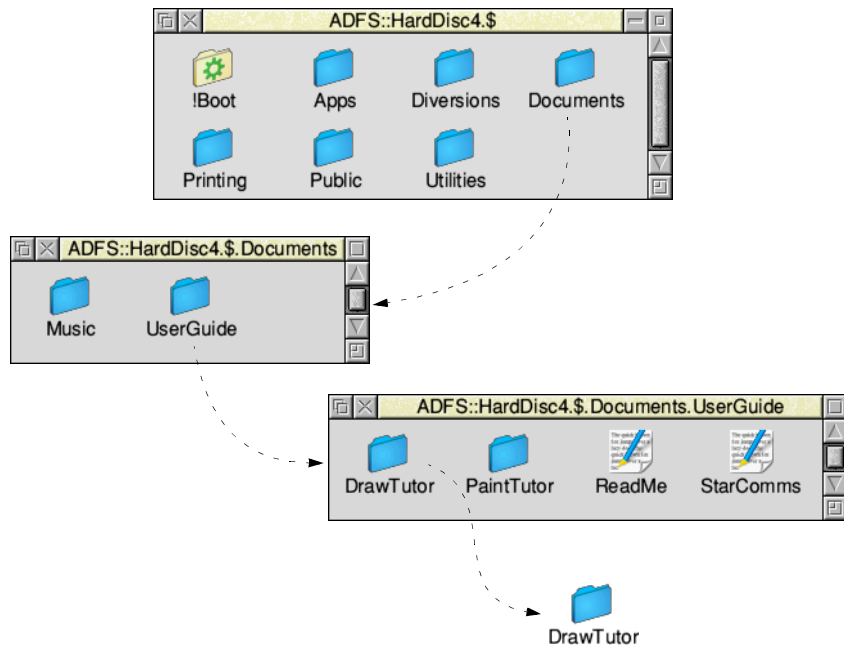 ADFS::HardDisc4.$
!Boot Apps Diversions Documents
Printing Public Utilities
ADFS::HardDisc4.$.Documents
Music UserGuide
ADFS::HardDisc4.$.Documents.UserGuide
DrawTutor PaintTutor ReadMe StarComms
DrawTutor